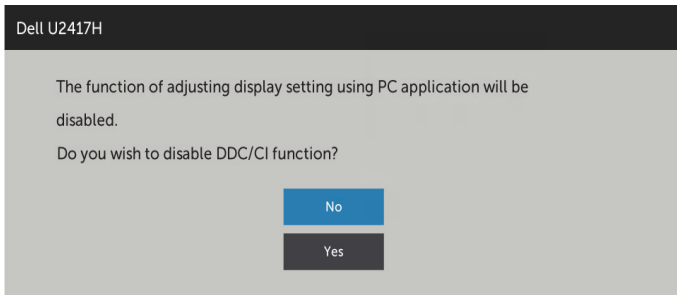 Dell U2417H
The function of adjusting display setting using PC application will be
disabled.
Do you wish to disable DDC/CI function?
No
Yes